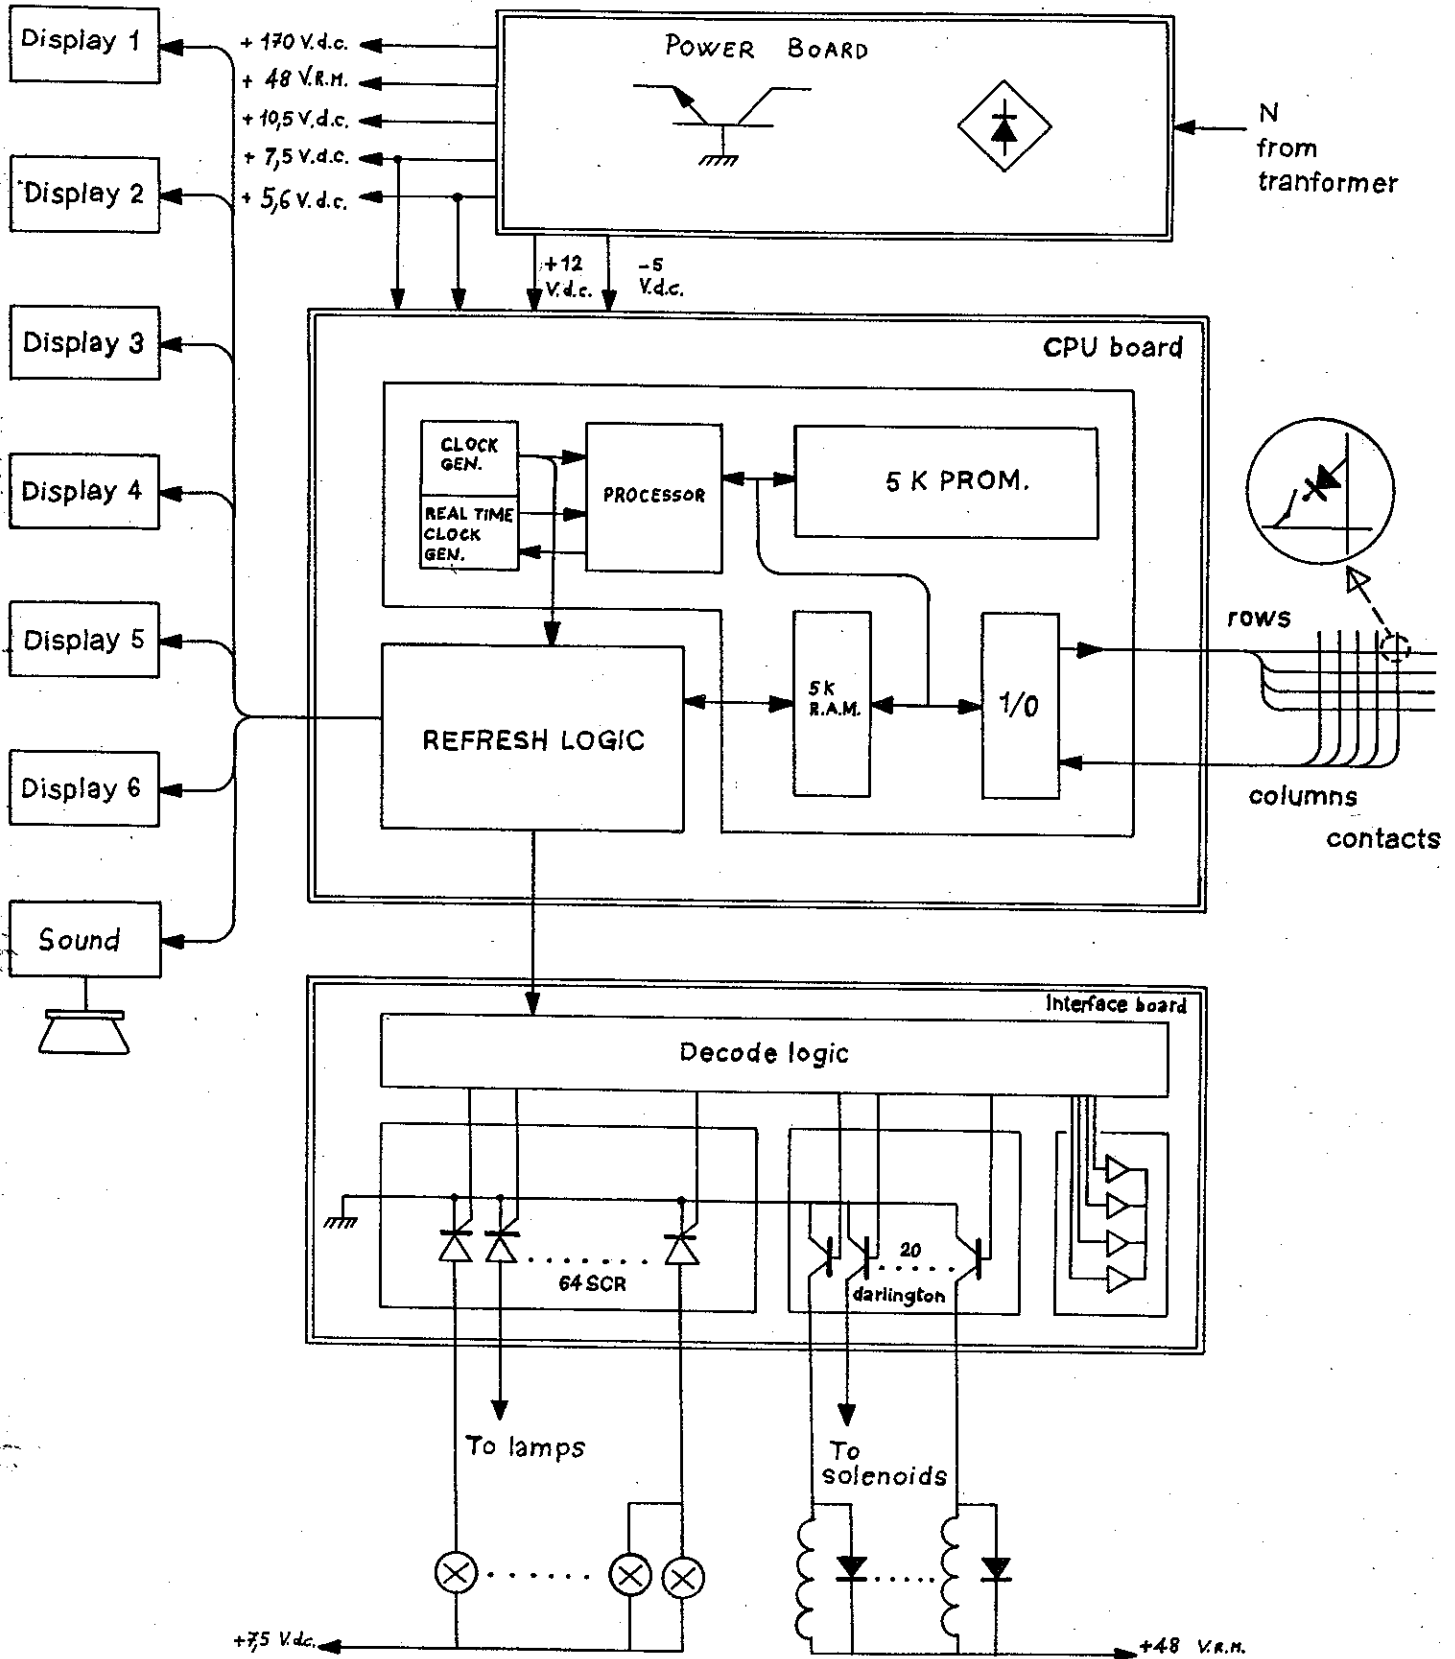 Display 1
Display 2
Display 3
Display 4
Display 5
Display 6
Sound
+ 170 V.d.c.
+ 48 V.R.M.
+ 10,5 V.d.c.
+ 7,5 V.d.c.
+ 5,6 V.d.c.
POWER BOARD
N
from
tranformer
+12
V.d.c.
-5
V.d.c.
CPU board
CLOCK
GEN.
REAL TIME
CLOCK
GEN.
PROCESSOR
5 K PROM.
REFRESH LOGIC
5 K
R.A.M.
1/0
rows
columns
contacts
Interface board
Decode logic
64 SCR
20
darlington
To lamps
To
solenoids
+7,5 V.d.c.
+48 V.R.M.